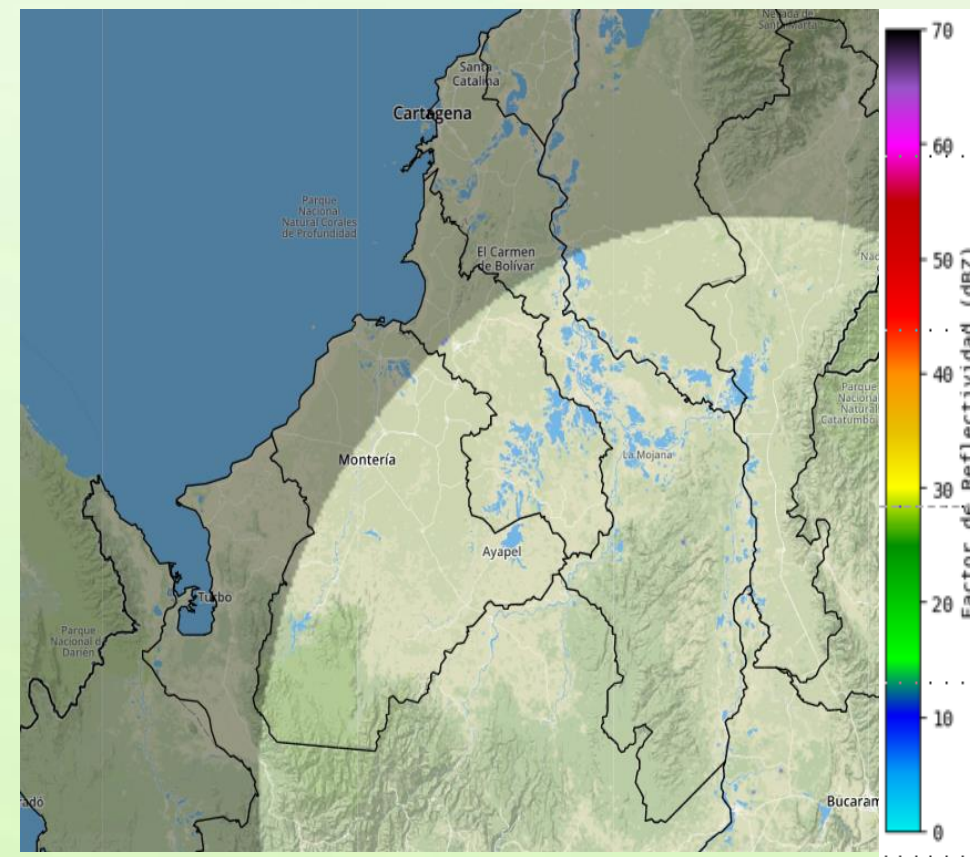 Nevada de
Santa Marta
Santa
Catalina
Cartagena
Parque
Nacional
Natural Corales
de Profundidad
El Carmen
de Bolívar
Parque
Nacional
Natural
Catatumbo
Montería
La Mojana
Ayapel
Turbo
Parque
Nacional de
Darién
adó
Bucaram
70
60
50
40
30
20
10
0
Factor de Reflectividad (dBZ)